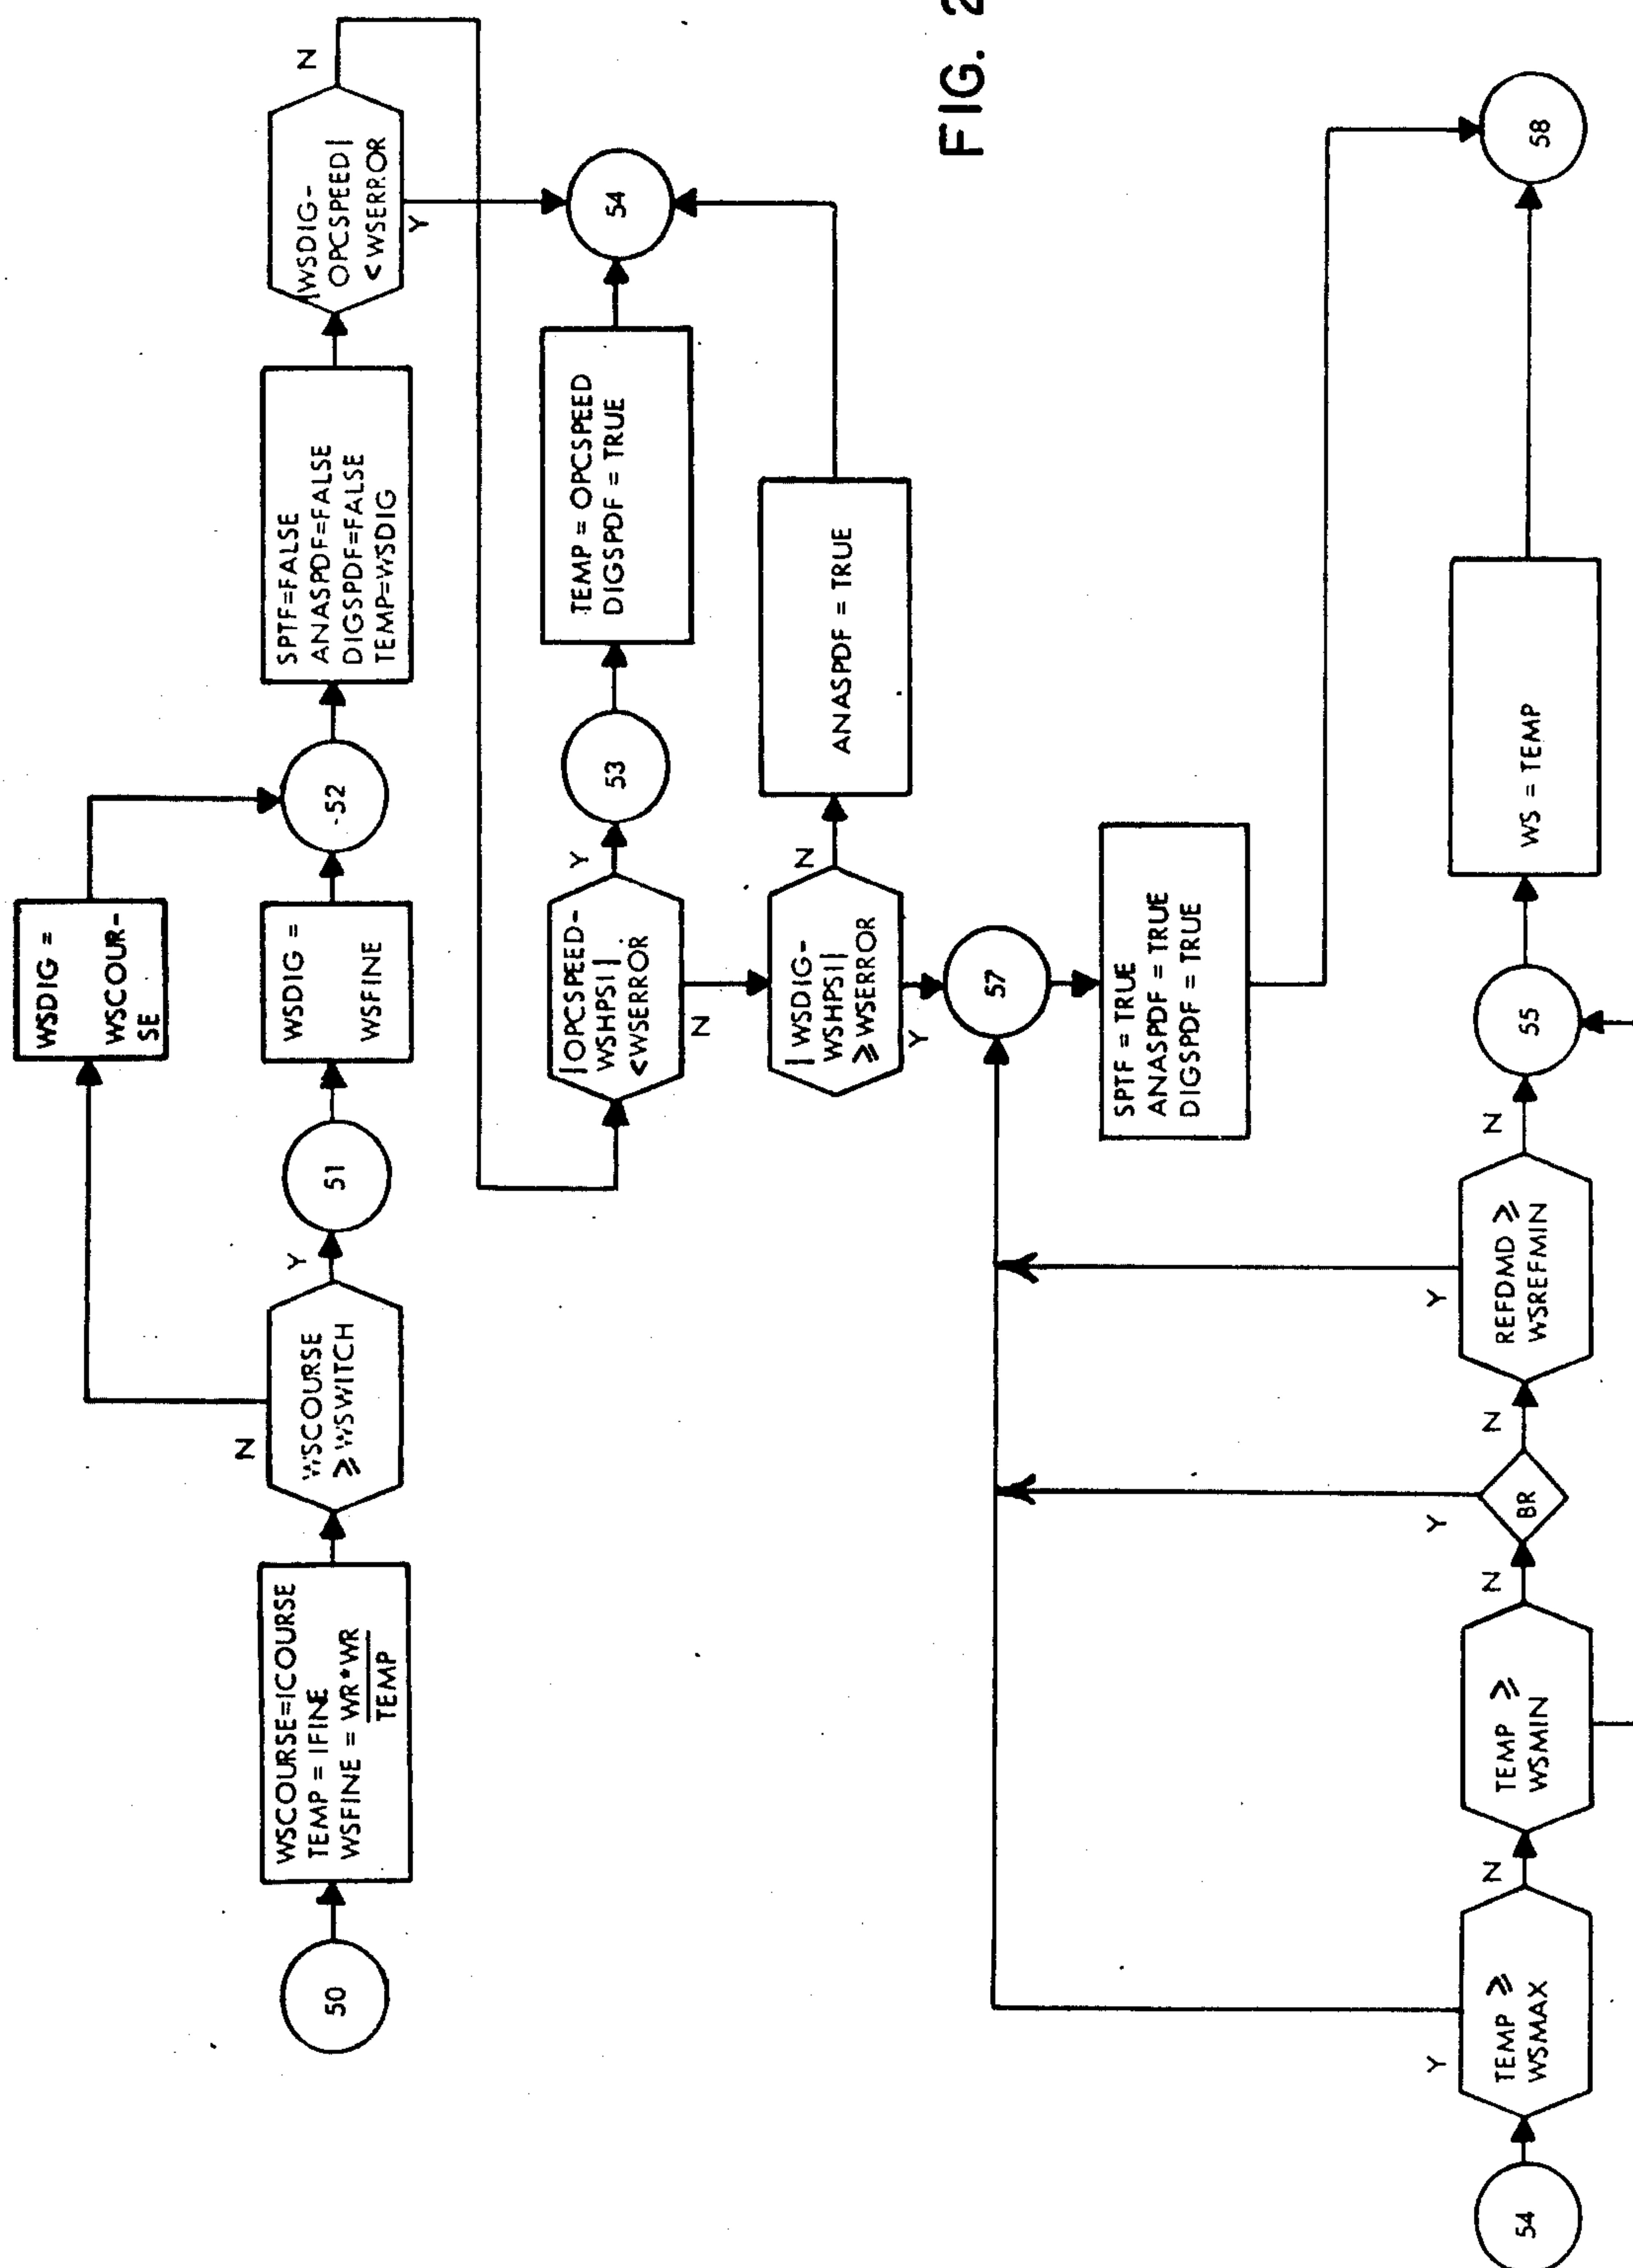 50
WSCOURSE=ICOURSE
TEMP = IFINE
WSFINE = WR*WR
TEMP
WSCOURSE
≥ WSWITCH
N
Y
51
WSDIG =
WSCOUR-
SE
WSDIG =
WSFINE
-52
SPTF=FALSE
ANASPDF=FALSE
DIGSPDF=FALSE
TEMP=WSDIG
|WSDIG-
OPCSPEED|
<WSERROR
N
Y
|OPCSPEED-
WSHPSI|
<WSERROR
Y
N
53
TEMP = OPCSPEED
DIGSPDF = TRUE
54
|WSDIG-
WSHPSI|
≥ WSERROR
N
Y
ANASPDF = TRUE
57
SPTF = TRUE
ANASPDF = TRUE
DIGSPDF = TRUE
FIG. 2
54
TEMP ≥
WSMAX
Y
N
TEMP ≥
WSMIN
N
BR
Y
N
REFDMD ≥
WSREFMIN
Y
N
55
WS = TEMP
58